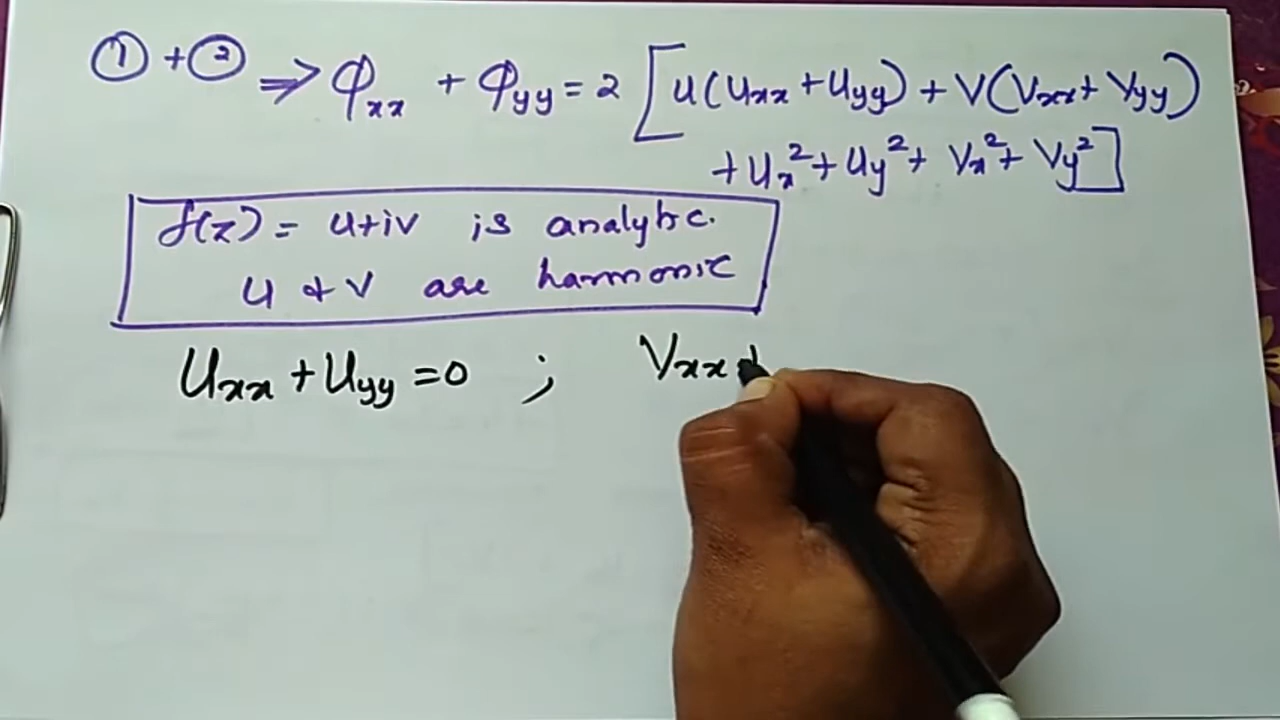 ① + ② ⇒ φxx + φyy = 2 [u(uxx + uyy) + v(vxx + vyy)
+ ux² + uy² + vx² + vy²]
f(z) = u+iv is analytic.
u & v are harmonic
uxx + uyy = 0 ; vxx +